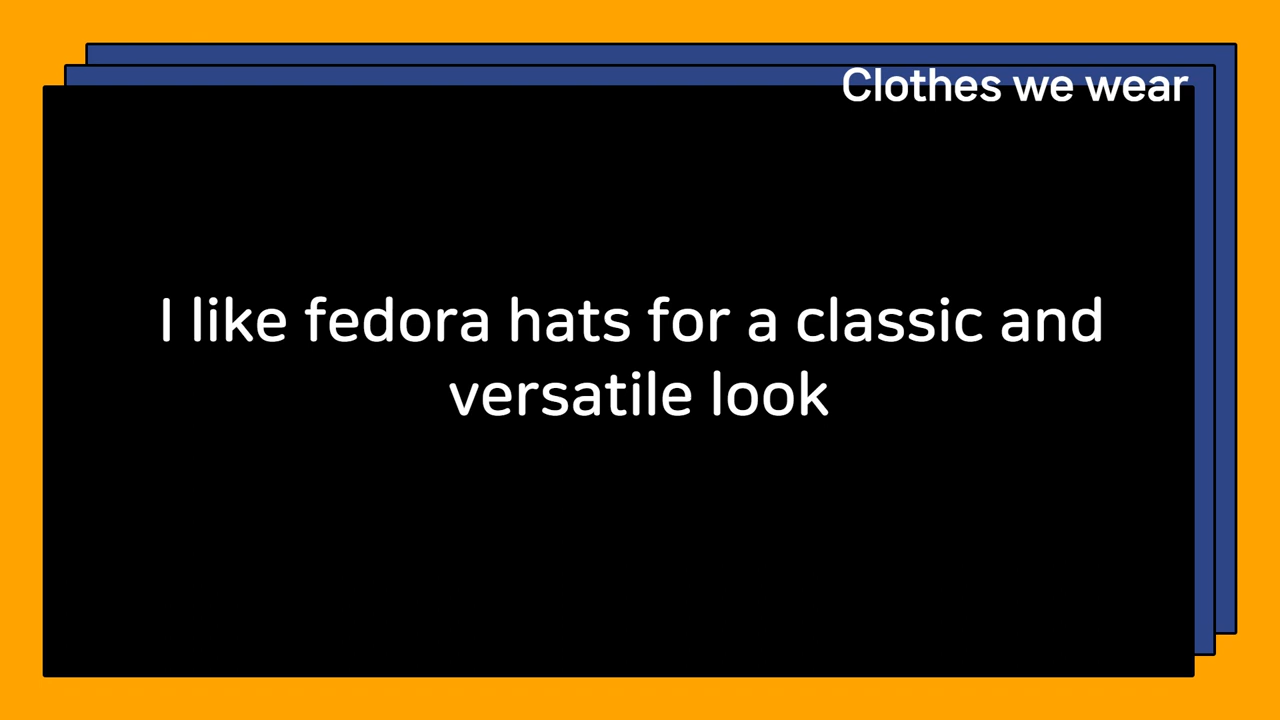 Clothes we wear
I like fedora hats for a classic and
versatile look